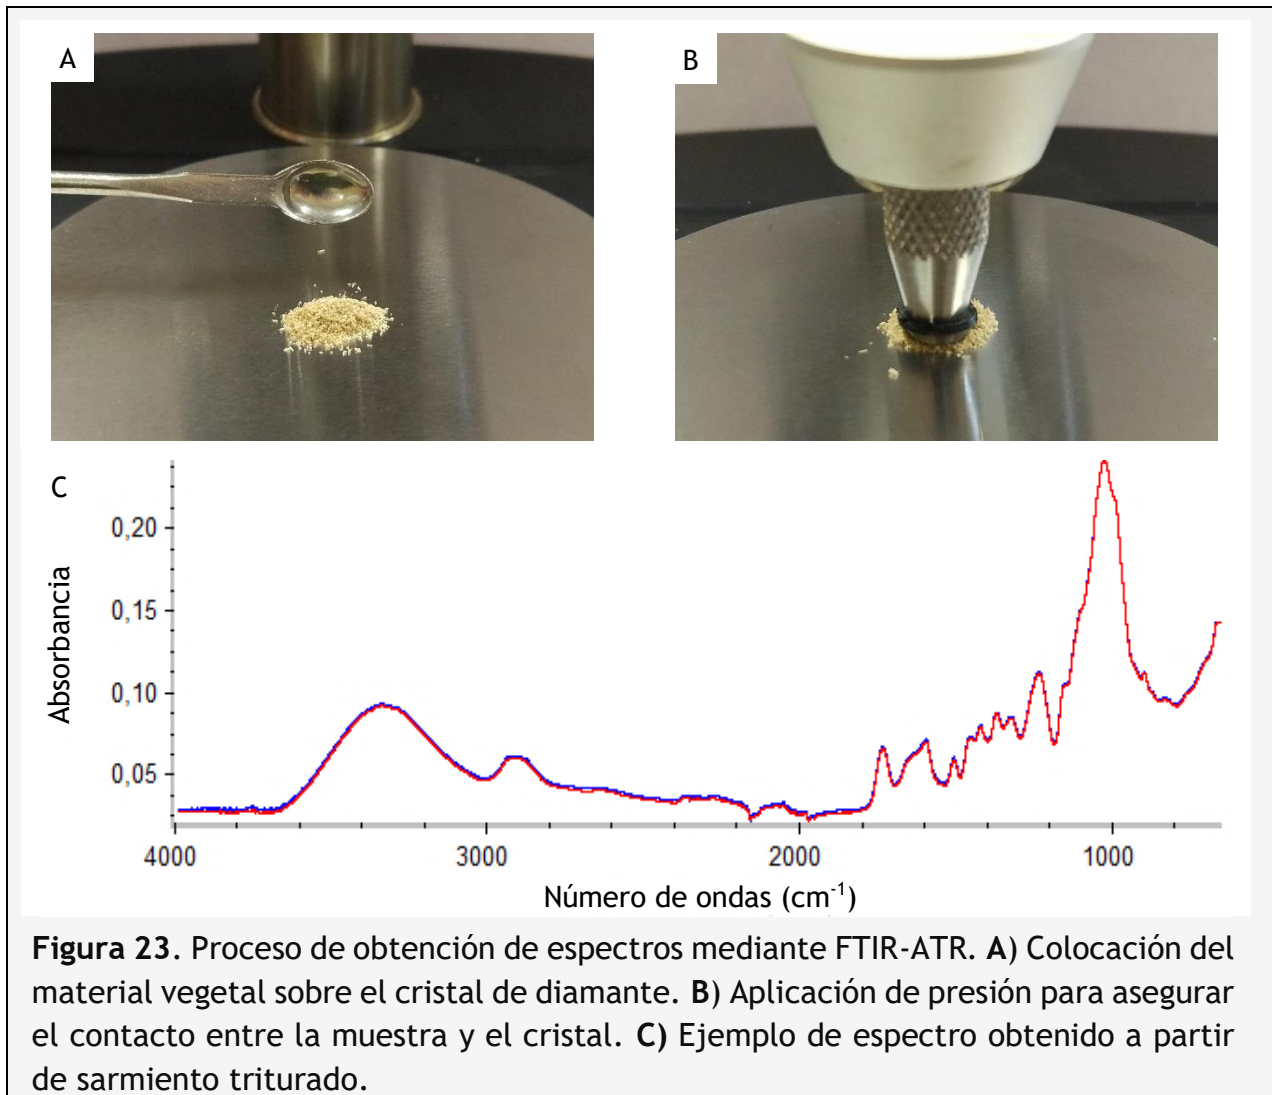 A
B
C
0,20
0,15
0,10
0,05
Absorbancia
4000
3000
2000
1000
Número de ondas (cm⁻¹)
Figura 23. Proceso de obtención de espectros mediante FTIR-ATR. A) Colocación del
material vegetal sobre el cristal de diamante. B) Aplicación de presión para asegurar
el contacto entre la muestra y el cristal. C) Ejemplo de espectro obtenido a partir
de sarmiento triturado.